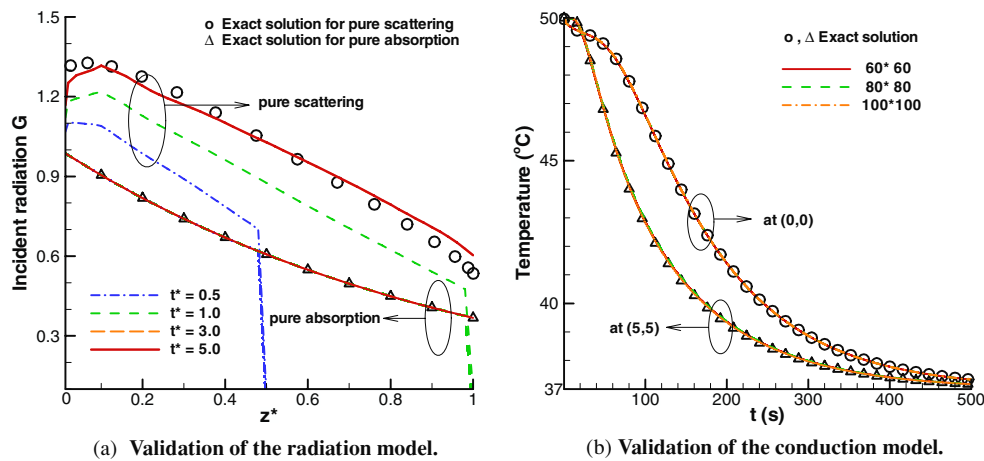 1.5
1.2
0.9
0.6
0.3
Incident radiation G
Exact solution for pure scattering
Δ Exact solution for pure absorption
pure scattering
pure absorption
t* = 0.5
t* = 1.0
t* = 3.0
t* = 5.0
0 0.2 0.4 0.6 0.8 1
z*
(a) Validation of the radiation model.
50
45
40
37
Temperature (°C)
o , Δ Exact solution
60* 60
80* 80
100*100
at (0,0)
at (5,5)
100 200 300 400 500
t (s)
(b) Validation of the conduction model.